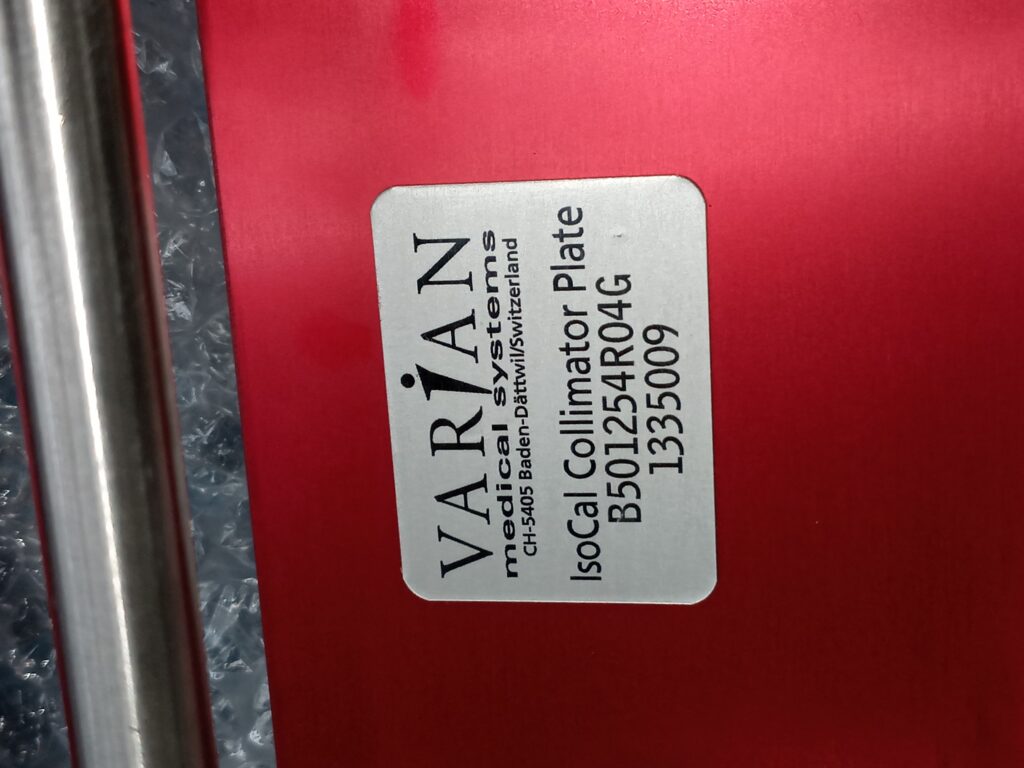 VARIAN
medical systems
CH-5405 Baden-Dättwil/Switzerland
IsoCal Collimator Plate
B501254R04G
1335009